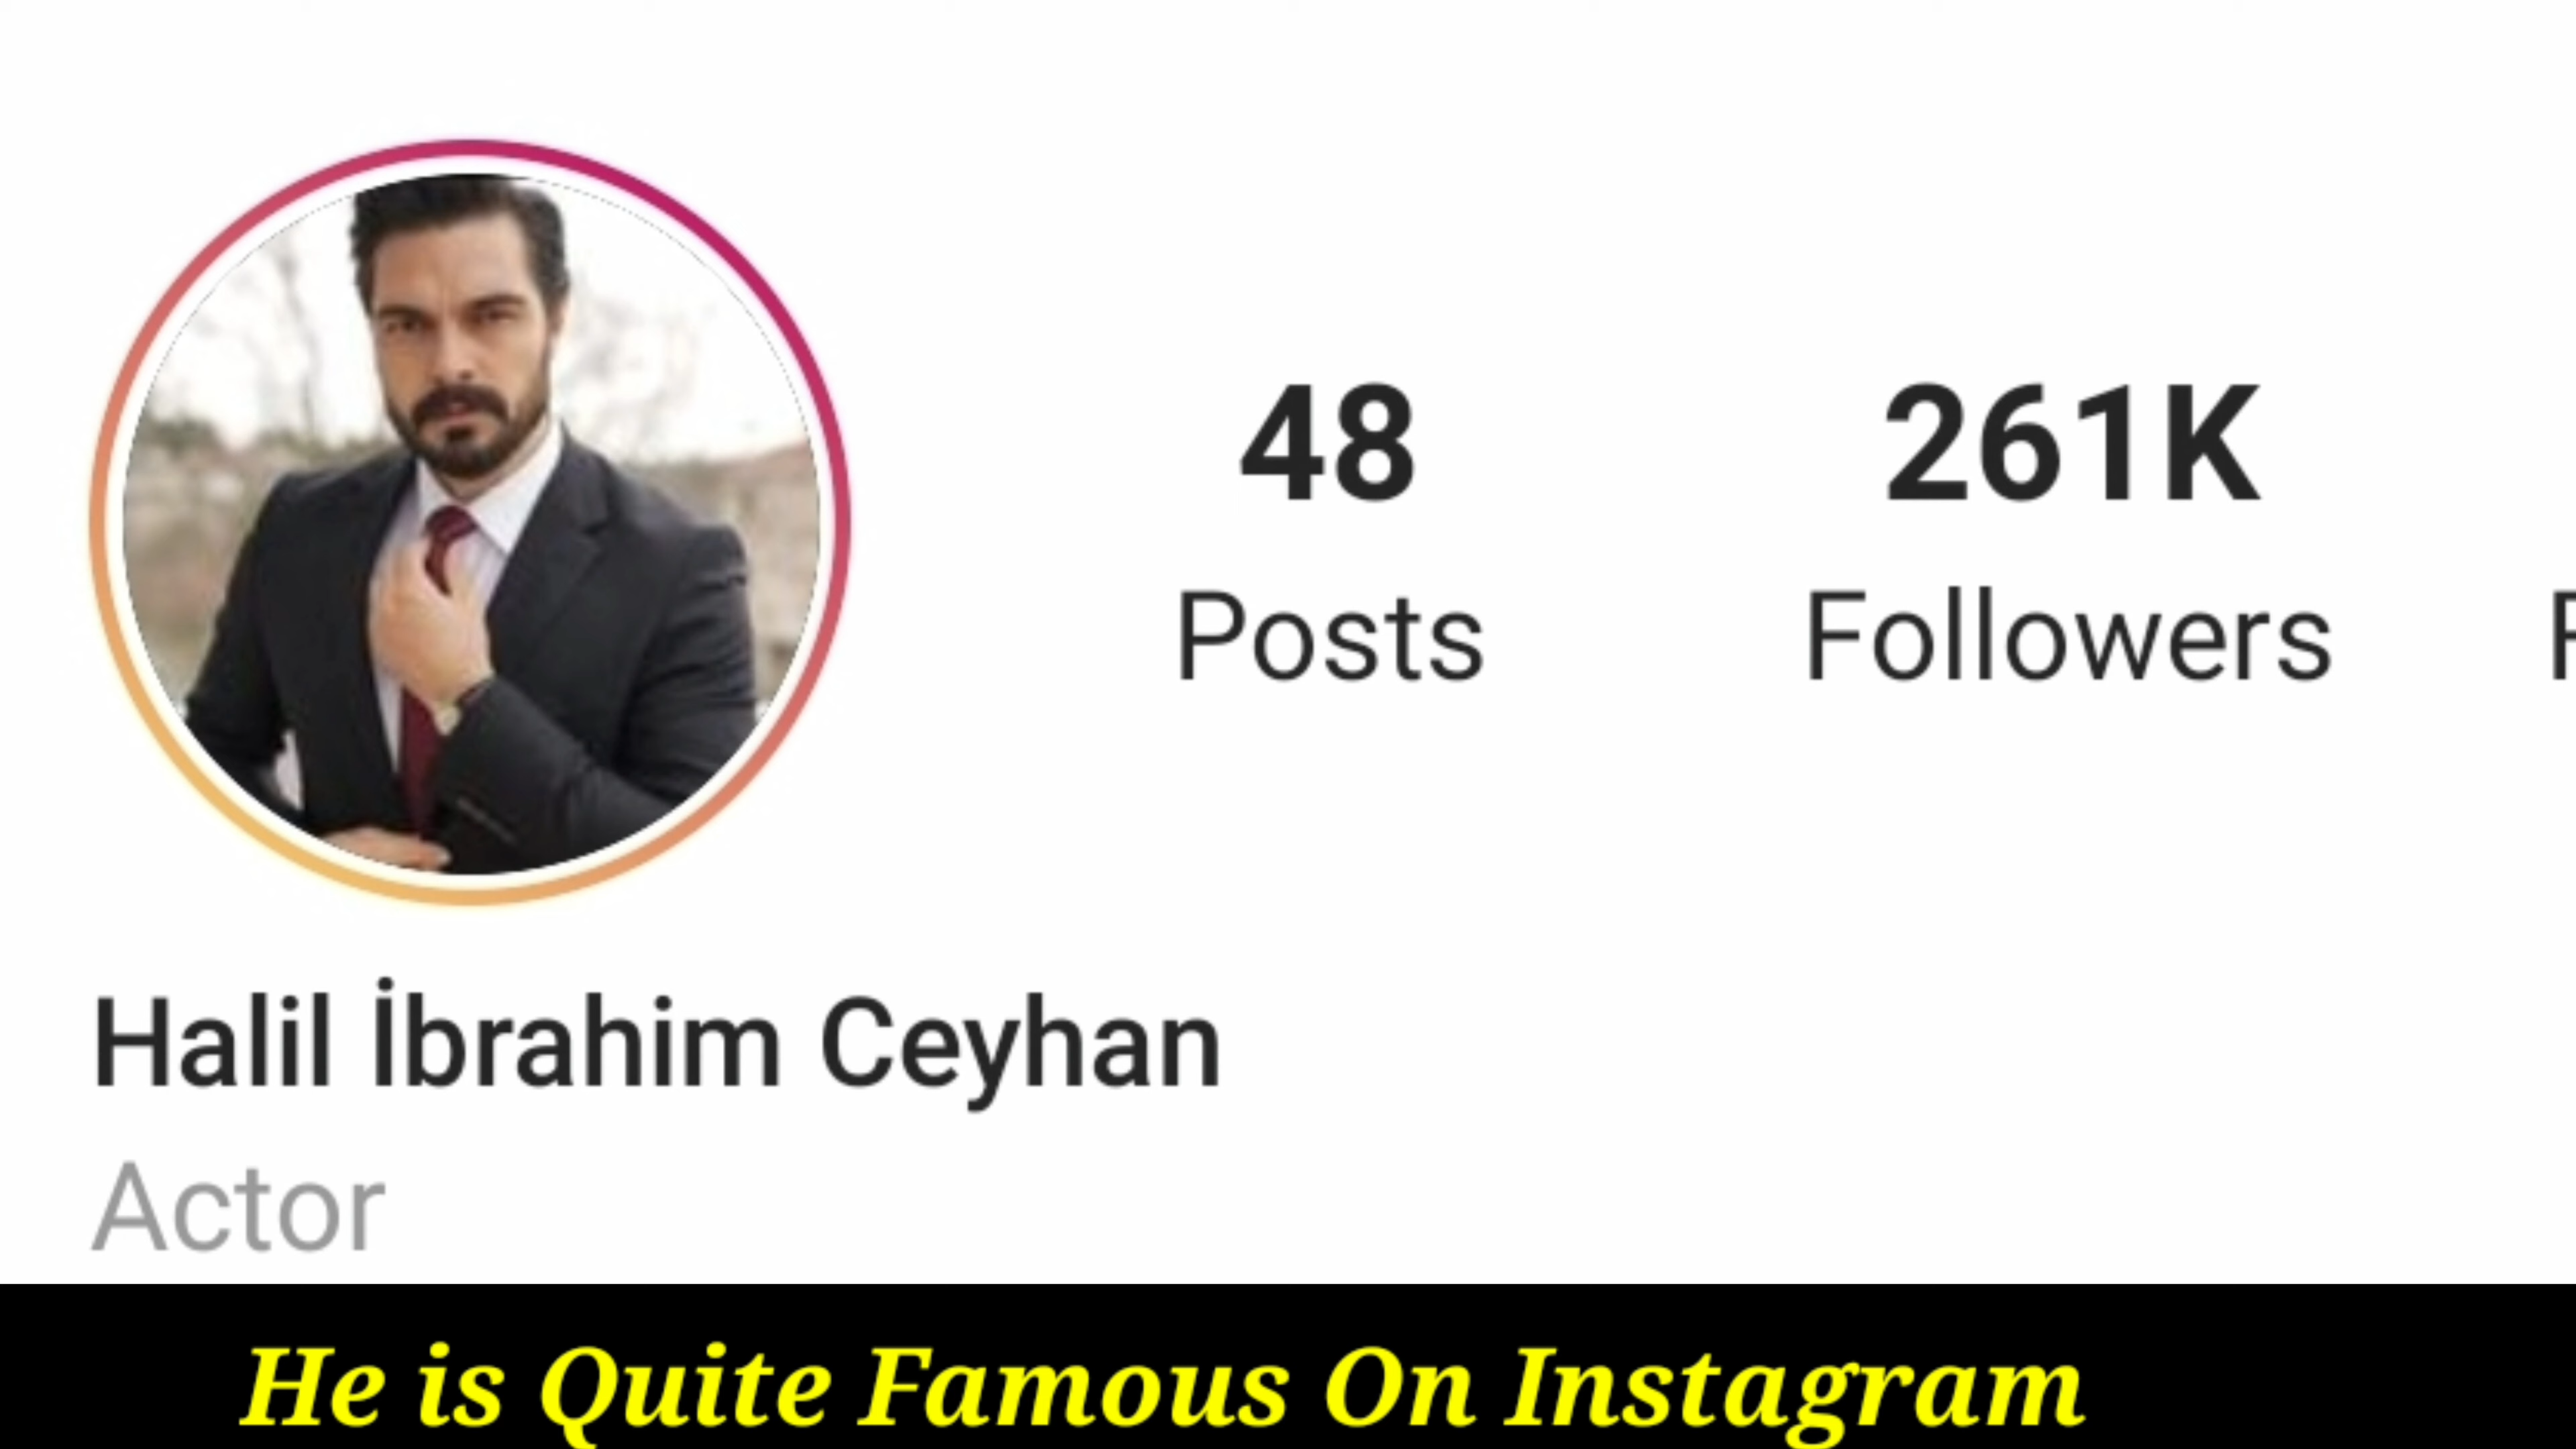 48
261K
Posts
Followers
Halil İbrahim Ceyhan
Actor
He is Quite Famous On Instagram